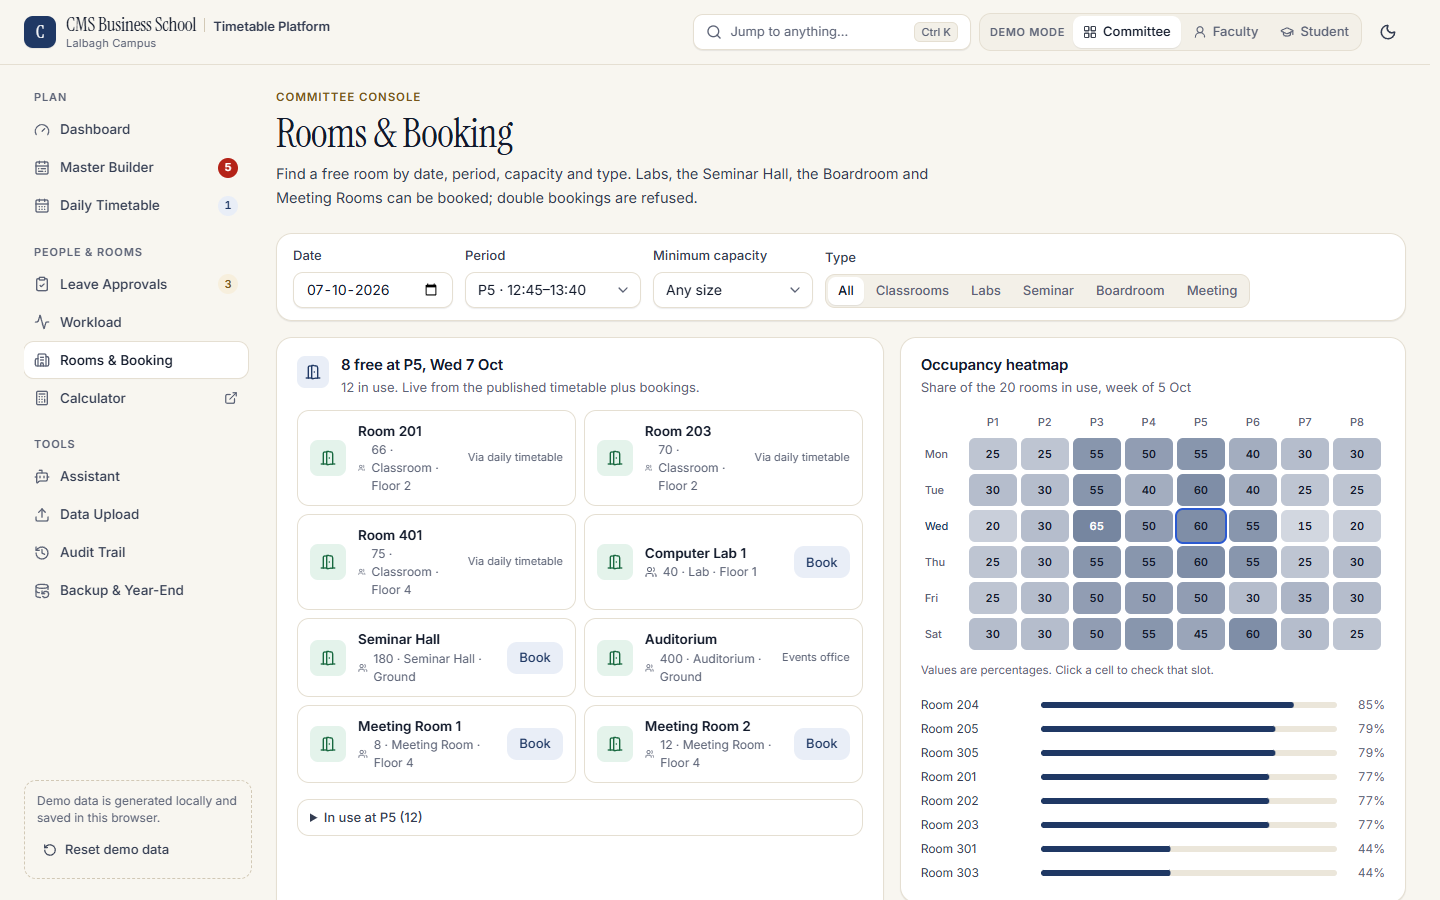 C
CMS Business School
Timetable Platform
Lalbagh Campus
Jump to anything...
Ctrl K
DEMO MODE
Committee
Faculty
Student
PLAN
Dashboard
Master Builder
5
Daily Timetable
1
PEOPLE & ROOMS
Leave Approvals
3
Workload
Rooms & Booking
Calculator
TOOLS
Assistant
Data Upload
Audit Trail
Backup & Year-End
Demo data is generated locally and
saved in this browser.
Reset demo data
COMMITTEE CONSOLE
Rooms & Booking
Find a free room by date, period, capacity and type. Labs, the Seminar Hall, the Boardroom and
Meeting Rooms can be booked; double bookings are refused.
Date
07-10-2026
Period
P5 · 12:45–13:40
Minimum capacity
Any size
Type
All
Classrooms
Labs
Seminar
Boardroom
Meeting
8 free at P5, Wed 7 Oct
12 in use. Live from the published timetable plus bookings.
Room 201
66 ·
Classroom ·
Floor 2
Via daily timetable
Room 203
70 ·
Classroom ·
Floor 2
Via daily timetable
Room 401
75 ·
Classroom ·
Floor 4
Via daily timetable
Computer Lab 1
40 · Lab · Floor 1
Book
Seminar Hall
180 · Seminar Hall ·
Ground
Book
Auditorium
400 · Auditorium ·
Ground
Events office
Meeting Room 1
8 · Meeting Room ·
Floor 4
Book
Meeting Room 2
12 · Meeting Room ·
Floor 4
Book
In use at P5 (12)
Occupancy heatmap
Share of the 20 rooms in use, week of 5 Oct
P1 P2 P3 P4 P5 P6 P7 P8
Mon 25 25 55 50 55 40 30 30
Tue 30 30 55 40 60 40 25 25
Wed 20 30 65 50 60 55 15 20
Thu 25 30 55 55 60 55 25 30
Fri 25 30 50 50 50 30 35 30
Sat 30 30 50 55 45 60 30 25
Values are percentages. Click a cell to check that slot.
Room 204 85%
Room 205 79%
Room 305 79%
Room 201 77%
Room 202 77%
Room 203 77%
Room 301 44%
Room 303 44%